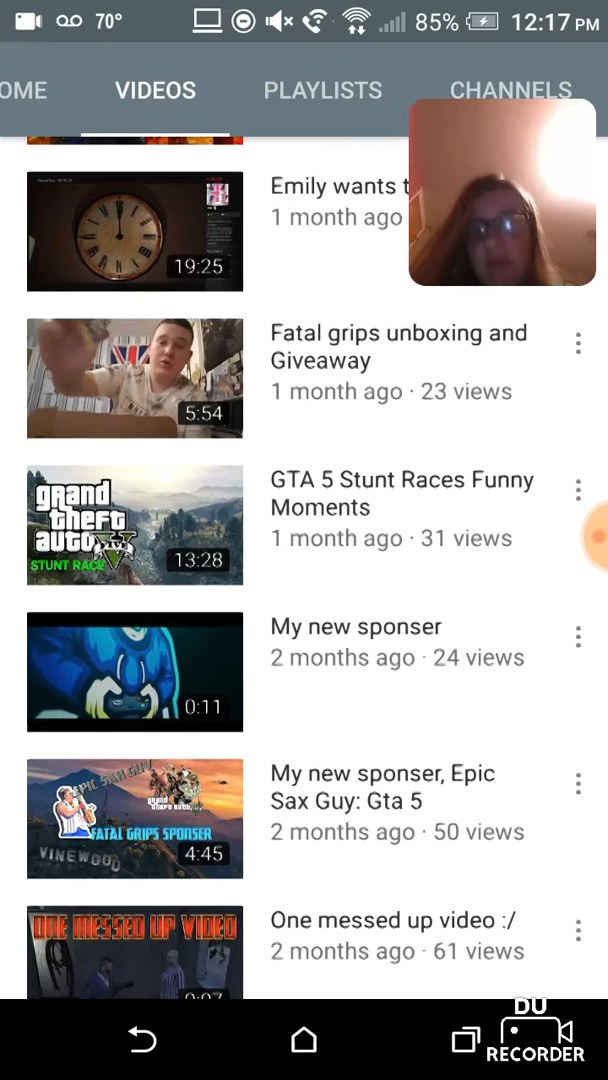 70° 85% 12:17 PM
OME VIDEOS PLAYLISTS CHANNELS
Emily wants t
1 month ago
19:25
Fatal grips unboxing and
Giveaway
1 month ago · 23 views
5:54
grand
theft
auto
FIVE
STUNT RACE
13:28
GTA 5 Stunt Races Funny
Moments
1 month ago · 31 views
My new sponser
2 months ago · 24 views
0:11
EPIC SAX GUY
FATAL GRIPS SPONSER
VINEWOOD
4:45
My new sponser, Epic
Sax Guy: Gta 5
2 months ago · 50 views
ONE MESSED UP VIDEO
One messed up video :/
2 months ago · 61 views
DU
RECORDER